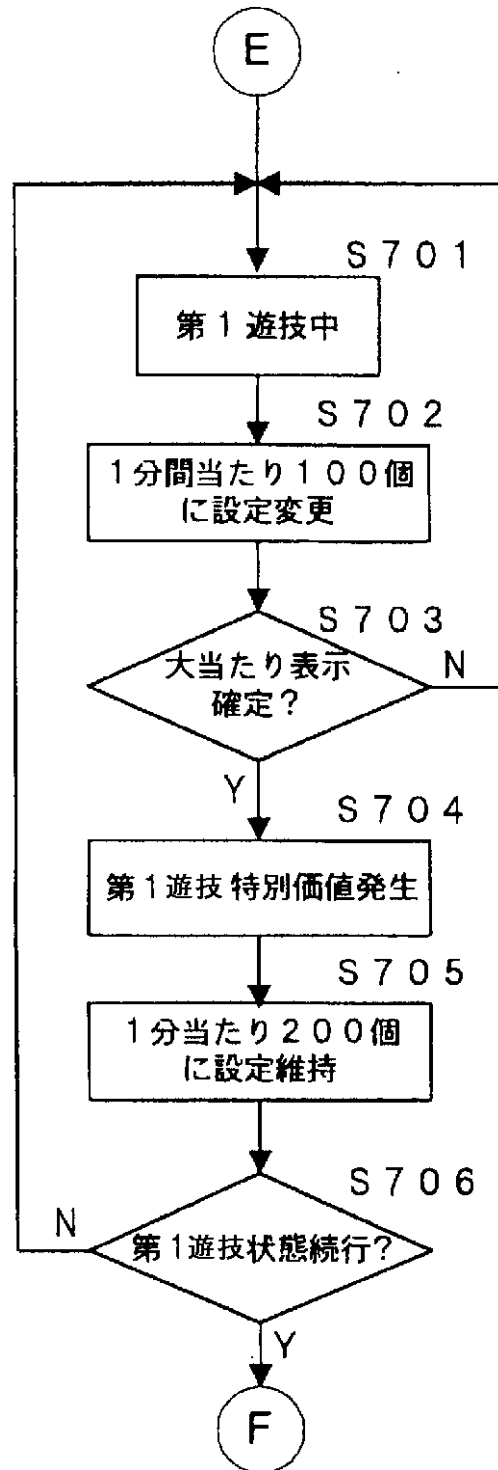 E
S701
第1遊技中
S702
1分間当たり100個
に設定変更
S703
大当たり表示
確定?
N
Y
S704
第1遊技特別価値発生
S705
1分当たり200個
に設定維持
S706
N
第1遊技状態続行?
Y
F